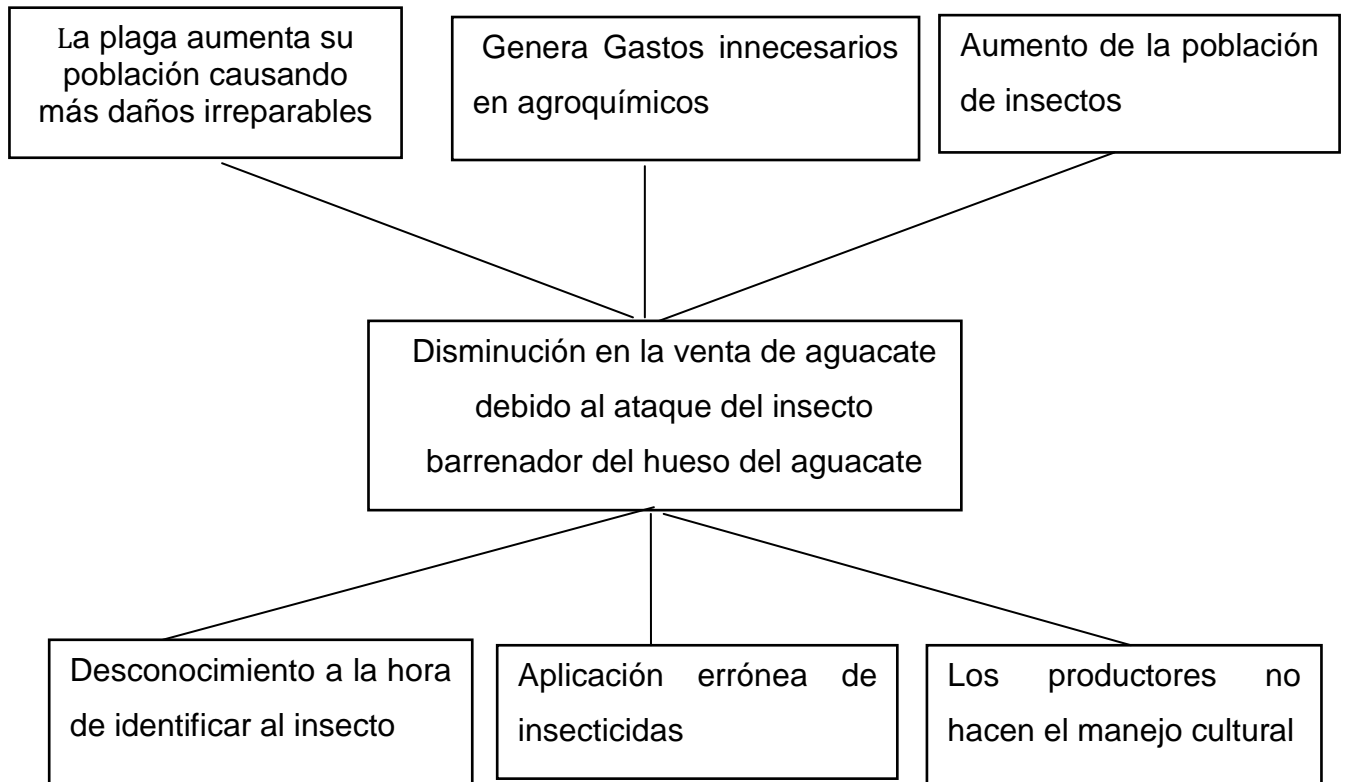 La plaga aumenta su
población causando
más daños irreparables
Genera Gastos innecesarios
en agroquímicos
Aumento de la población
de insectos
Disminución en la venta de aguacate
debido al ataque del insecto
barrenador del hueso del aguacate
Desconocimiento a la hora
de identificar al insecto
Aplicación errónea de
insecticidas
Los productores no
hacen el manejo cultural